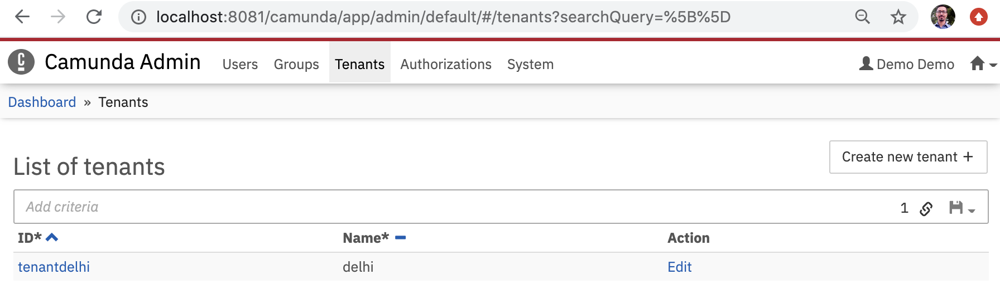 localhost:8081/camunda/app/admin/default/#/tenants?searchQuery=%5B%5D
Camunda Admin Users Groups Tenants Authorizations System Demo Demo
Dashboard » Tenants
List of tenants
Create new tenant +
Add criteria 1
ID* Name* Action
tenantdelhi delhi Edit